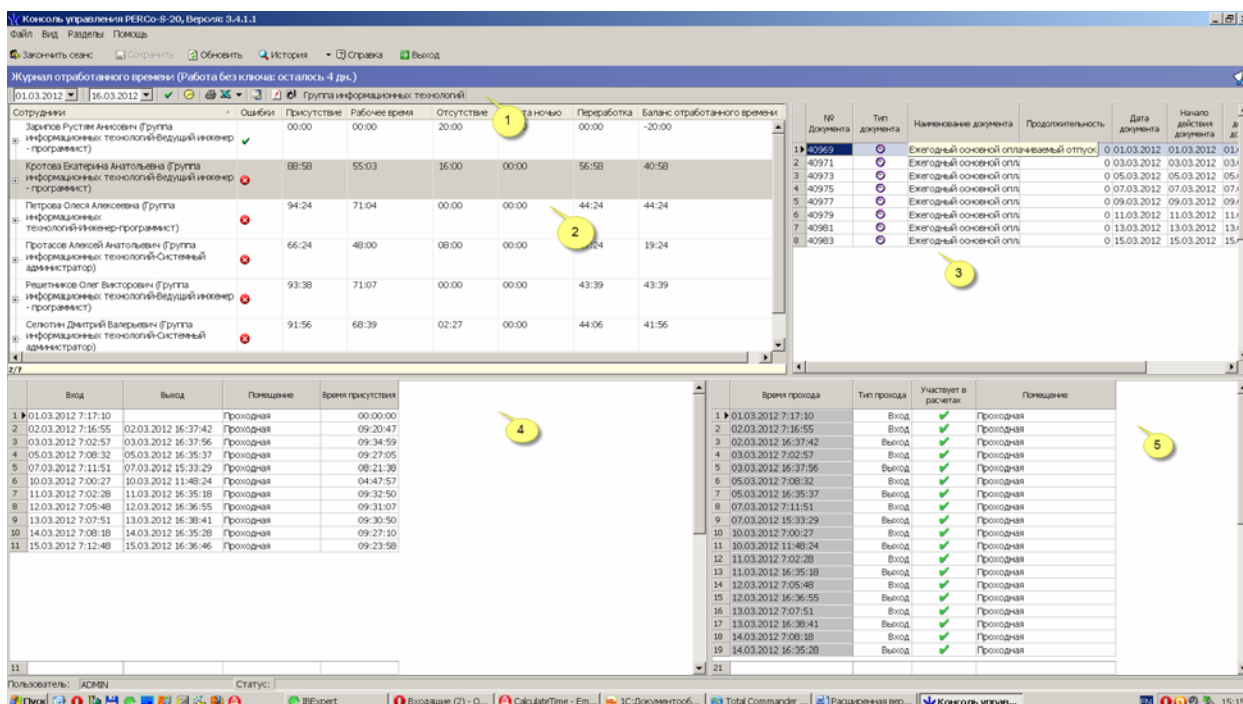 Консоль управления PERCo-S-20, Версия: 3.4.1.1
Файл Вид Разделы Помощь
Закончить сеанс Сохранить Обновить История Справка Выход
Журнал отработанного времени (Работа без ключа: осталось 4 дн.)
01.03.2012 16.03.2012 Группа информационных технологий
1
Сотрудники Ошибки Присутствие Рабочее время Отсутствие ночью Переработка Баланс отработанного времени
Зарипов Рустям Анисович (Группа информационных технологий-Ведущий инженер - программист) 00:00 00:00 20:00 00:00 -20:00
Кротова Екатерина Анатольевна (Группа информационных технологий-Ведущий инженер - программист) 88:58 55:03 16:00 00:00 56:58 40:58
Петрова Олеся Алексеевна (Группа информационных технологий-Инженер-программист) 94:24 71:04 00:00 00:00 44:24 44:24
2
Протасов Алексей Анатольевич (Группа информационных технологий-Системный администратор) 66:24 48:00 08:00 00:00 :24 19:24
Решетников Олег Викторович (Группа информационных технологий-Ведущий инженер - программист) 93:38 71:07 00:00 00:00 43:39 43:39
Селютин Дмитрий Валерьевич (Группа информационных технологий-Системный администратор) 91:56 68:39 02:27 00:00 44:06 41:56
2/7
№ Документа Тип документа Наименование документа Продолжительность Дата документа Начало действия документа
1 40969 Ежегодный основной оплачиваемый отпуск 0 01.03.2012 01.03.2012 01.
2 40971 Ежегодный основной опл 0 03.03.2012 03.03.2012 03.
3 40973 Ежегодный основной опл 0 05.03.2012 05.03.2012 05.
4 40975 Ежегодный основной опл 0 07.03.2012 07.03.2012 07.
5 40977 Ежегодный основной опл 0 09.03.2012 09.03.2012 09.
6 40979 Ежегодный основной опл 0 11.03.2012 11.03.2012 11.
7 40981 Ежегодный основной опл 0 13.03.2012 13.03.2012 13.
8 40983 Ежегодный основной опл 0 15.03.2012 15.03.2012 15.
3
Вход Выход Помещение Время присутствия
1 01.03.2012 7:17:10 Проходная 00:00:00
2 02.03.2012 7:16:55 02.03.2012 16:37:42 Проходная 09:20:47
3 03.03.2012 7:02:57 03.03.2012 16:37:56 Проходная 09:34:59
4 05.03.2012 7:08:32 05.03.2012 16:35:37 Проходная 09:27:05
5 07.03.2012 7:11:51 07.03.2012 15:33:29 Проходная 08:21:38
6 10.03.2012 7:00:27 10.03.2012 11:48:24 Проходная 04:47:57
7 11.03.2012 7:02:28 11.03.2012 16:35:18 Проходная 09:32:50
8 12.03.2012 7:05:48 12.03.2012 16:36:55 Проходная 09:31:07
9 13.03.2012 7:07:51 13.03.2012 16:38:41 Проходная 09:30:50
10 14.03.2012 7:08:18 14.03.2012 16:35:28 Проходная 09:27:10
11 15.03.2012 7:12:48 15.03.2012 16:36:46 Проходная 09:23:58
11
4
Время прохода Тип прохода Участвует в расчетах Помещение
1 01.03.2012 7:17:10 Вход Проходная
2 02.03.2012 7:16:55 Вход Проходная
3 02.03.2012 16:37:42 Выход Проходная
4 03.03.2012 7:02:57 Вход Проходная
5 03.03.2012 16:37:56 Выход Проходная
6 05.03.2012 7:08:32 Вход Проходная
7 05.03.2012 16:35:37 Выход Проходная
8 07.03.2012 7:11:51 Вход Проходная
9 07.03.2012 15:33:29 Выход Проходная
10 10.03.2012 7:00:27 Вход Проходная
11 10.03.2012 11:48:24 Выход Проходная
12 11.03.2012 7:02:28 Вход Проходная
13 11.03.2012 16:35:18 Выход Проходная
14 12.03.2012 7:05:48 Вход Проходная
15 12.03.2012 16:36:55 Выход Проходная
16 13.03.2012 7:07:51 Вход Проходная
17 13.03.2012 16:38:41 Выход Проходная
18 14.03.2012 7:08:18 Вход Проходная
19 14.03.2012 16:35:28 Выход Проходная
21
5
Пользователь: ADMIN Статус:
Пуск IBExpert Входящие (2) - O... CalculateTime - Em... 1С:Документооб... Total Commander ... Расширенная вер... Консоль управ... EN